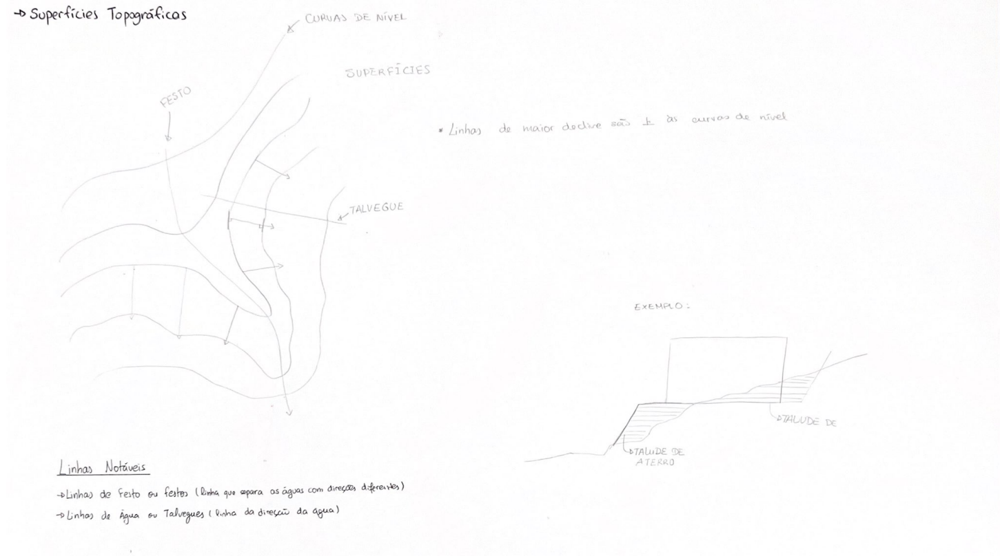 → Superfícies Topográficas
CURVAS DE NÍVEL
SUPERFÍCIES
FESTO
* Linhas de maior declive são ⊥ às curvas de nível
TALVEGUE
EXEMPLO:
→TALUDE DE
→TALUDE DE
ATERRO
Linhas Notáveis
→Linhas de Festo ou festos (linha que separa as águas com direções diferentes)
→Linhas de Água ou Talvegues (linha da direção da água)